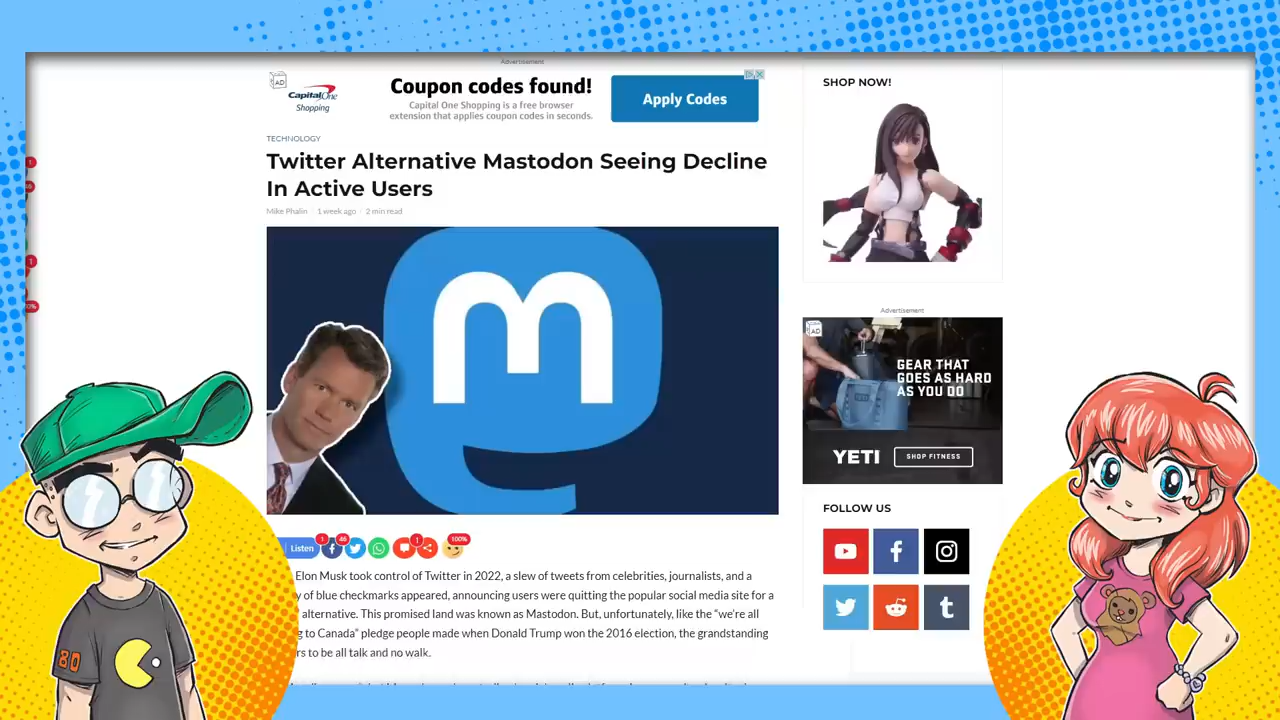 Advertisement
AD
Capital One
Shopping
Coupon codes found!
Capital One Shopping is a free browser
extension that applies coupon codes in seconds.
Apply Codes
TECHNOLOGY
Twitter Alternative Mastodon Seeing Decline
In Active Users
Mike Phalin 1 week ago / 2 min read
m
Listen
1
46
1
100%
Elon Musk took control of Twitter in 2022, a slew of tweets from celebrities, journalists, and a
of blue checkmarks appeared, announcing users were quitting the popular social media site for a
alternative. This promised land was known as Mastodon. But, unfortunately, like the “we’re all
to Canada” pledge people made when Donald Trump won the 2016 election, the grandstanding
to be all talk and no walk.
SHOP NOW!
Advertisement
AD
GEAR THAT
GOES AS HARD
AS YOU DO
YETI
SHOP FITNESS
FOLLOW US
f
t
80